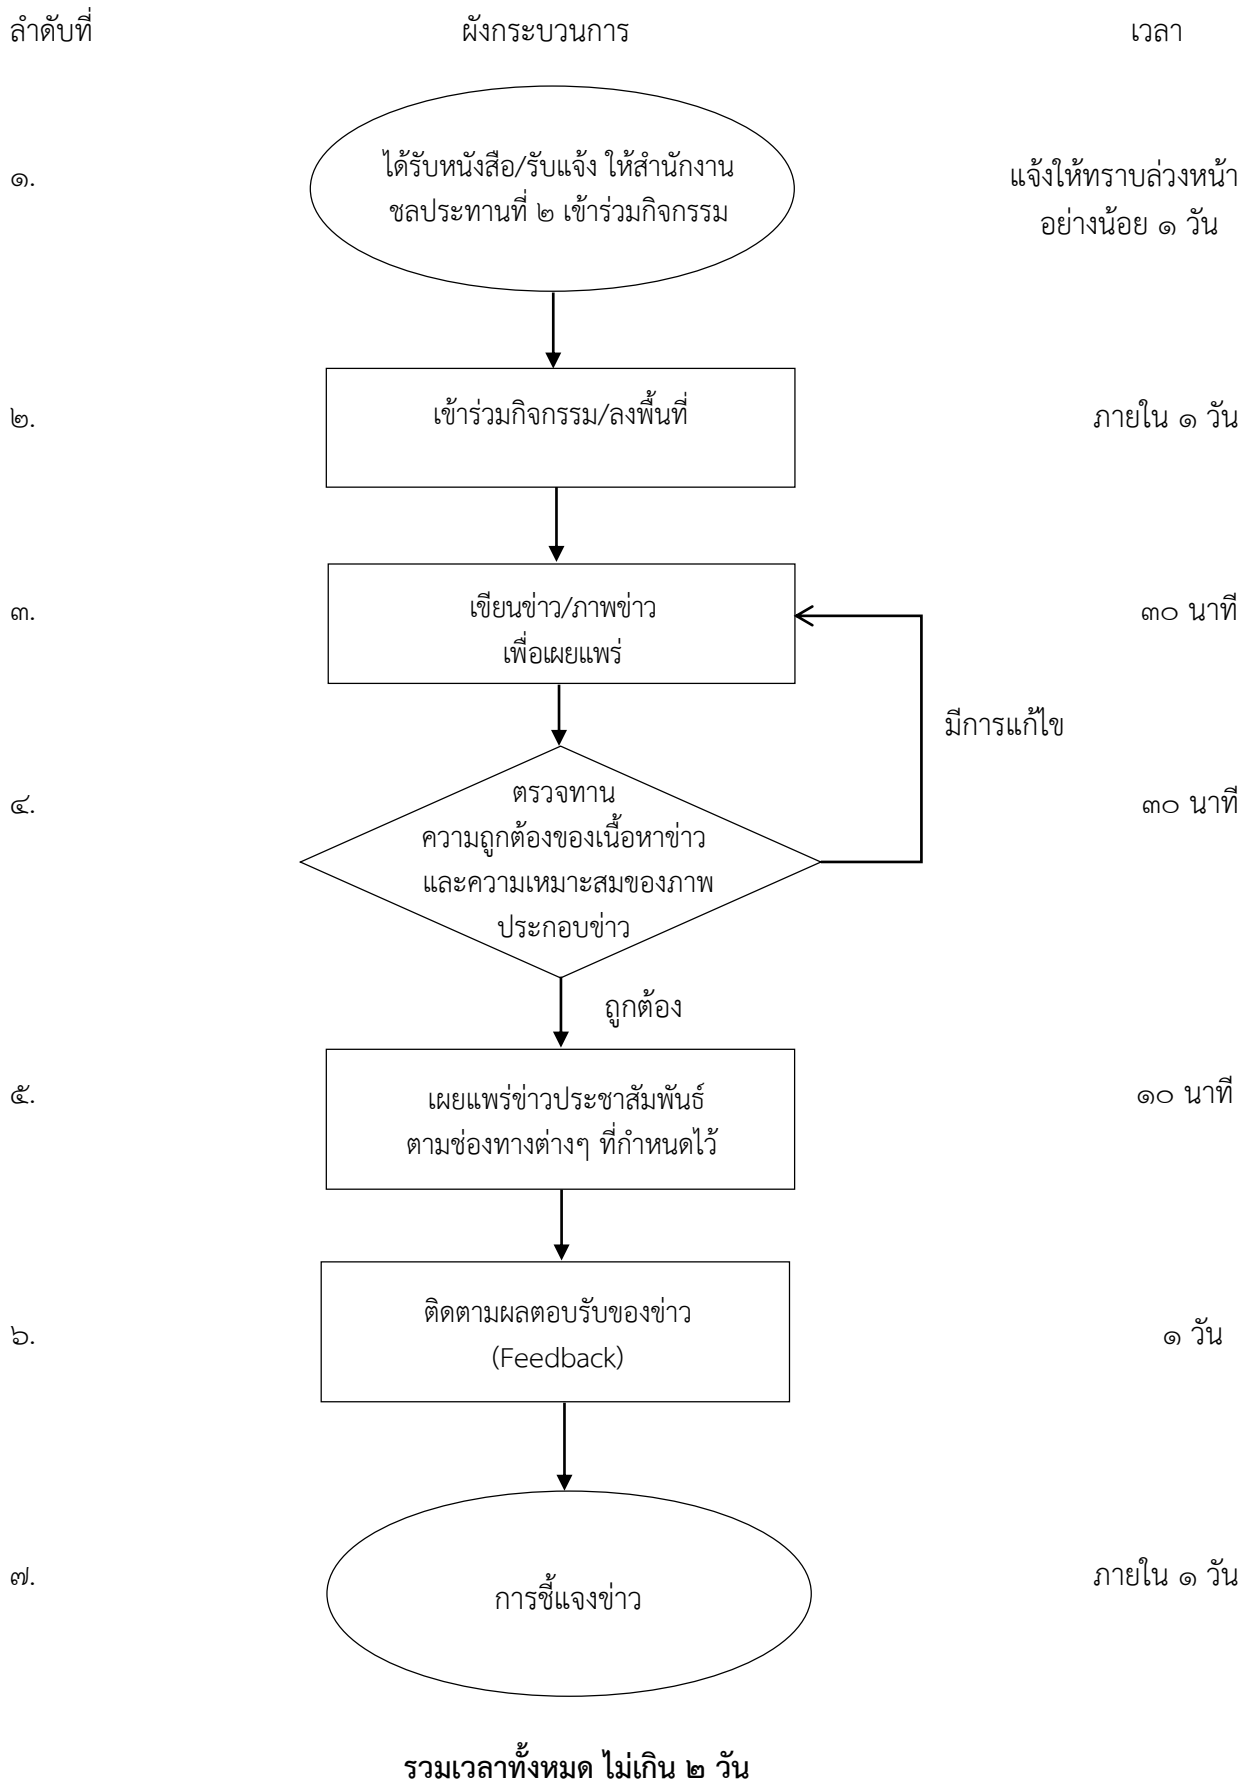 ลำดับที่ ผังกระบวนการ เวลา
๑.
ได้รับหนังสือ/รับแจ้ง ให้สำนักงาน
ชลประทานที่ ๒ เข้าร่วมกิจกรรม
แจ้งให้ทราบล่วงหน้า
อย่างน้อย ๑ วัน
๒. เข้าร่วมกิจกรรม/ลงพื้นที่ ภายใน ๑ วัน
๓. เขียนข่าว/ภาพข่าว ๓๐ นาที
เพื่อเผยแพร่
มีการแก้ไข
๔. ตรวจทาน ๓๐ นาที
ความถูกต้องของเนื้อหาข่าว
และความเหมาะสมของภาพ
ประกอบข่าว
ถูกต้อง
๕. เผยแพร่ข่าวประชาสัมพันธ์ ๑๐ นาที
ตามช่องทางต่างๆ ที่กำหนดไว้
๖. ติดตามผลตอบรับของข่าว ๑ วัน
(Feedback)
๗. การชี้แจงข่าว ภายใน ๑ วัน
รวมเวลาทั้งหมด ไม่เกิน ๒ วัน